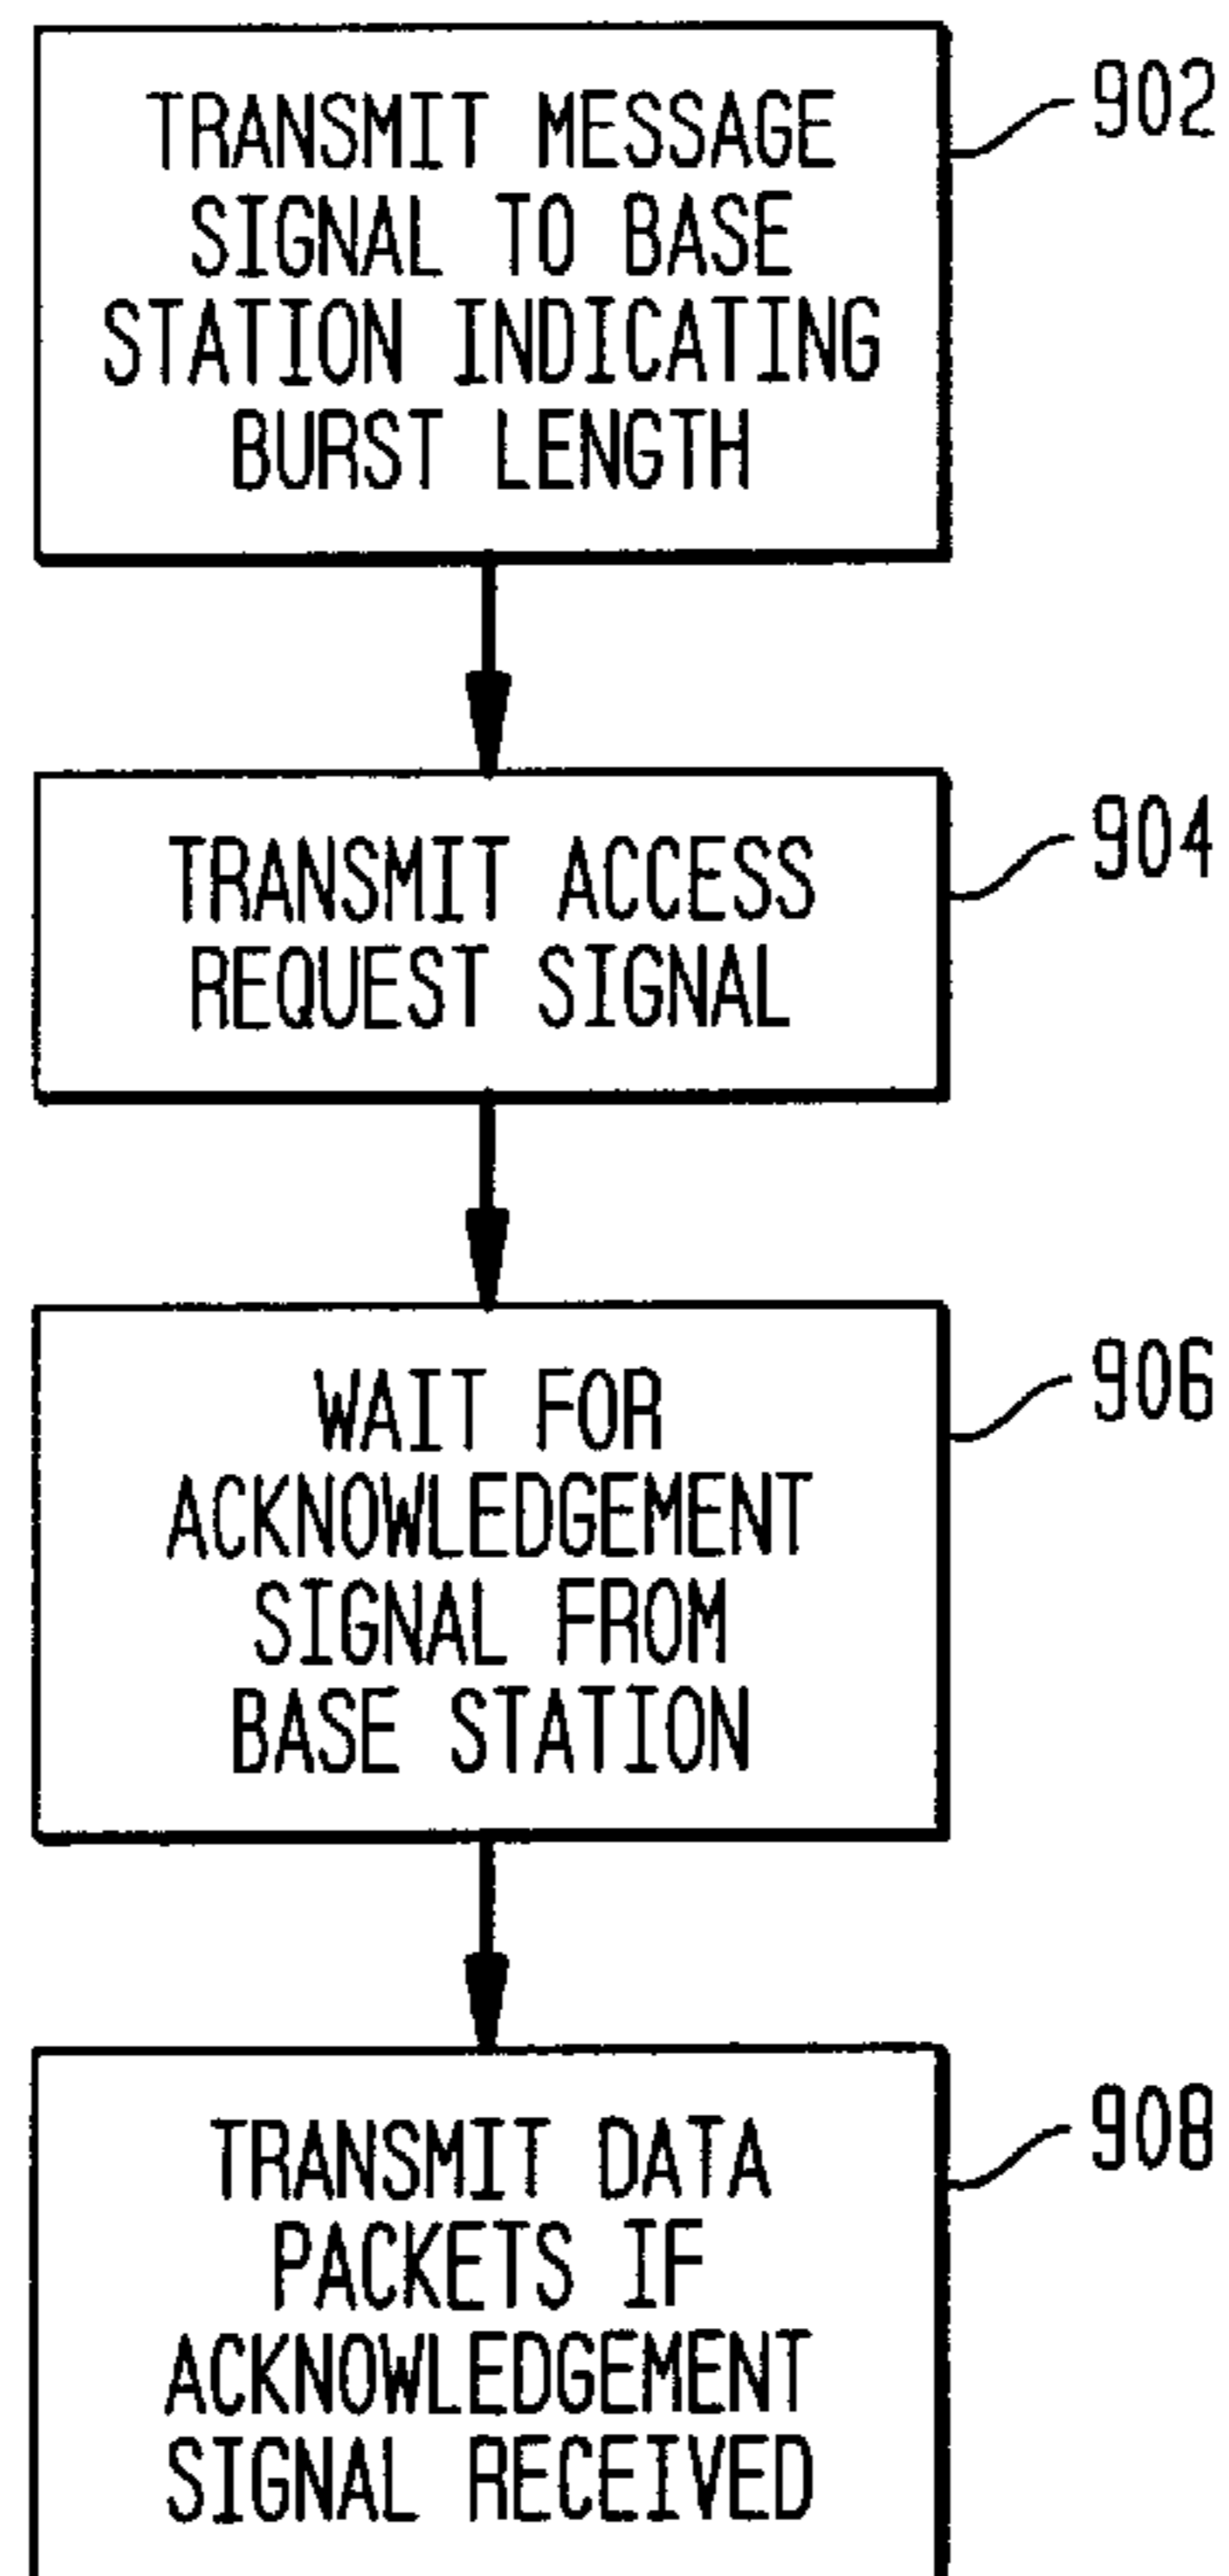 TRANSMIT MESSAGE
SIGNAL TO BASE
STATION INDICATING
BURST LENGTH
902
TRANSMIT ACCESS
REQUEST SIGNAL
904
WAIT FOR
ACKNOWLEDGEMENT
SIGNAL FROM
BASE STATION
906
TRANSMIT DATA
PACKETS IF
ACKNOWLEDGEMENT
SIGNAL RECEIVED
908